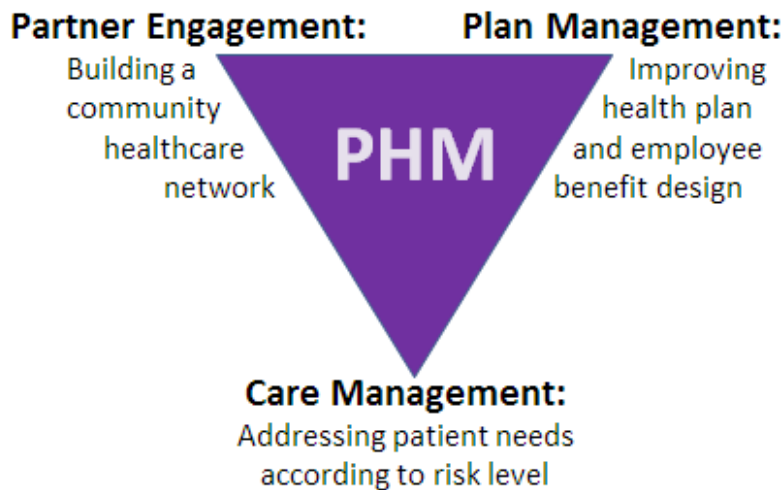 Partner Engagement:
Building a
community
healthcare
network
Plan Management:
Improving
health plan
and employee
benefit design
PHM
Care Management:
Addressing patient needs
according to risk level